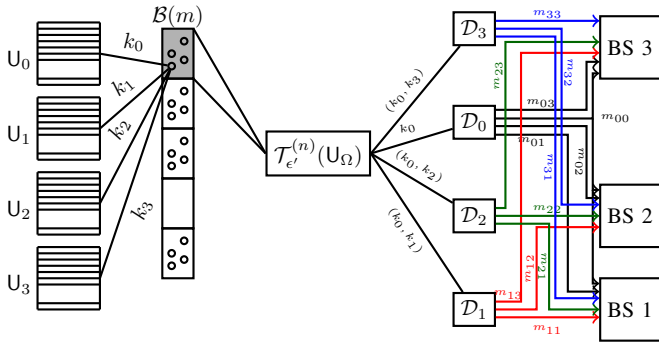 𝓑(m)
U₀
U₁
U₂
U₃
k₀
k₁
k₂
k₃
𝒯_{ϵ′}^{(n)}(U_Ω)
(k₀, k₃)
k₀
(k₀, k₂)
(k₀, k₁)
𝒟₃
𝒟₀
𝒟₂
𝒟₁
m₃₃
m₃₂
m₂₃
m₀₃
m₀₀
m₀₁
m₃₁
m₀₂
m₂₂
m₁₂
m₂₁
m₁₃
m₁₁
BS 3
BS 2
BS 1